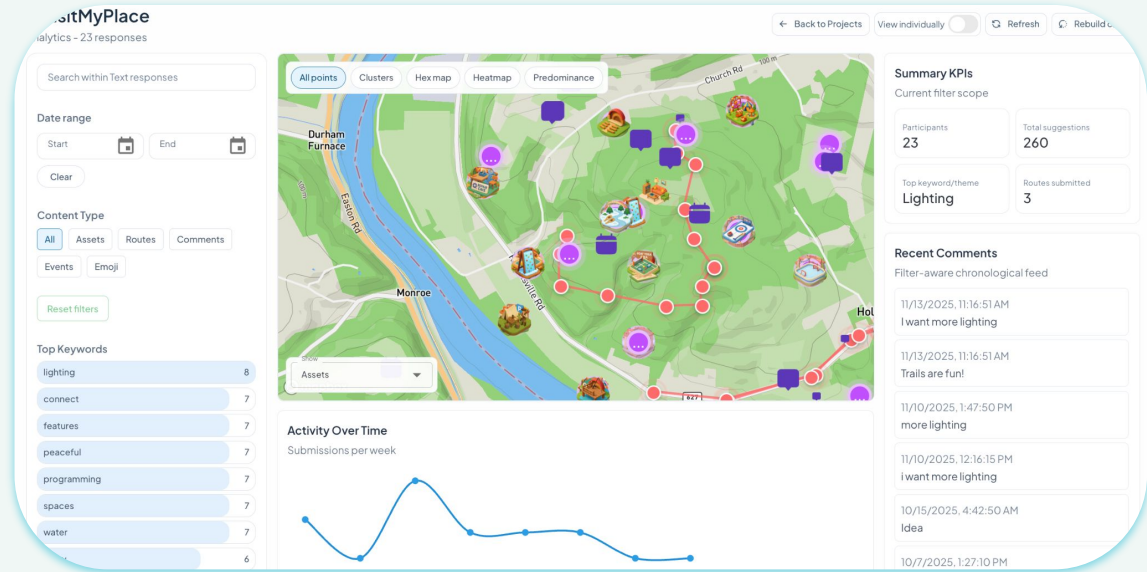 sitMyPlace
alytics - 23 responses
← Back to Projects
View individually
Refresh
Rebuild
Search within Text responses
Date range
Start
End
Clear
Content Type
All
Assets
Routes
Comments
Events
Emoji
Reset filters
Top Keywords
lighting 8
connect 7
features 7
peaceful 7
programming 7
spaces 7
water 7
6
All points
Clusters
Hex map
Heatmap
Predominance
Church Rd
100 m
Durham
Furnace
100 m
Easton Rd
Monroe
sville Rd
Hol
627
Show
Assets
Activity Over Time
Submissions per week
Summary KPIs
Current filter scope
Participants
23
Total suggestions
260
Top keyword/theme
Lighting
Routes submitted
3
Recent Comments
Filter-aware chronological feed
11/13/2025, 11:16:51 AM
I want more lighting
11/13/2025, 11:16:51 AM
Trails are fun!
11/10/2025, 1:47:50 PM
more lighting
11/10/2025, 12:16:15 PM
i want more lighting
10/15/2025, 4:42:50 AM
Idea
10/7/2025, 1:27:10 PM